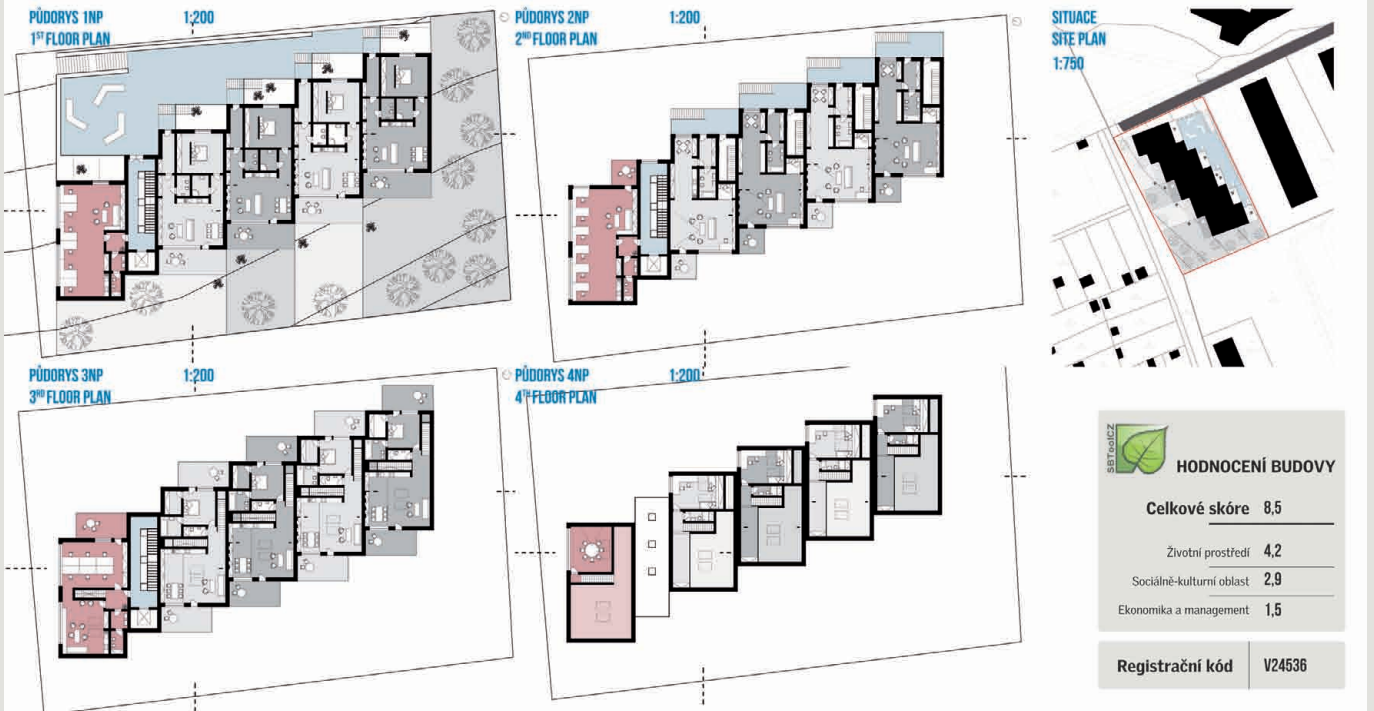 PŮDORYS 1NP 1:200
1ST FLOOR PLAN
PŮDORYS 2NP 1:200
2ND FLOOR PLAN
SITUACE
SITE PLAN
1:750
PŮDORYS 3NP 1:200
3RD FLOOR PLAN
PŮDORYS 4NP 1:200
4TH FLOOR PLAN
SBToolCZ
HODNOCENÍ BUDOVY
Celkové skóre 8,5
Životní prostředí 4,2
Sociálně-kulturní oblast 2,9
Ekonomika a management 1,5
Registrační kód V24536